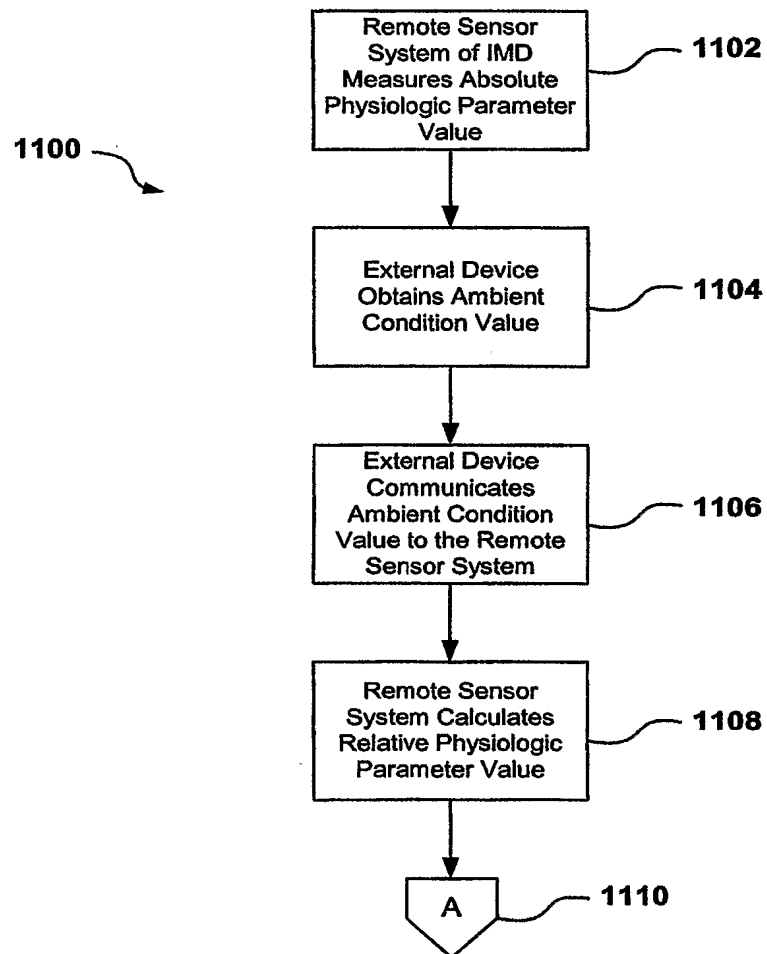 Remote Sensor
System of IMD
Measures Absolute
Physiologic Parameter
Value
1102
1100
External Device
Obtains Ambient
Condition Value
1104
External Device
Communicates
Ambient Condition
Value to the Remote
Sensor System
1106
Remote Sensor
System Calculates
Relative Physiologic
Parameter Value
1108
A
1110